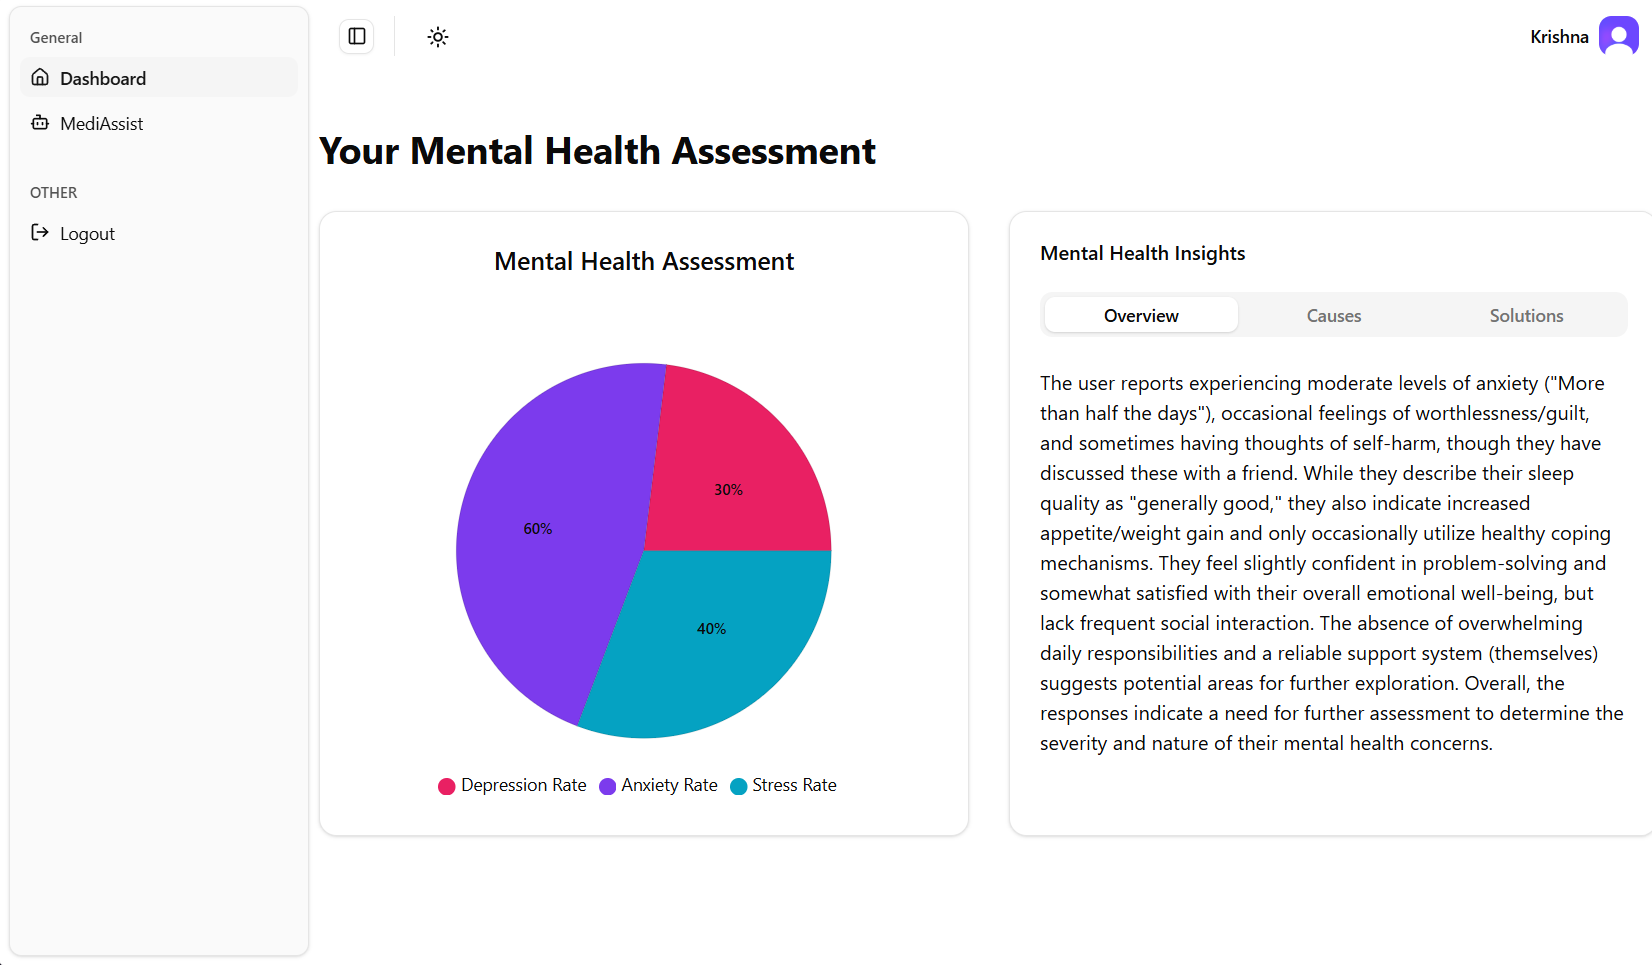 General
Dashboard
MediAssist
OTHER
Logout
Krishna
Your Mental Health Assessment
Mental Health Assessment
30%
60%
40%
Depression Rate
Anxiety Rate
Stress Rate
Mental Health Insights
Overview
Causes
Solutions
The user reports experiencing moderate levels of anxiety ("More
than half the days"), occasional feelings of worthlessness/guilt,
and sometimes having thoughts of self-harm, though they have
discussed these with a friend. While they describe their sleep
quality as "generally good," they also indicate increased
appetite/weight gain and only occasionally utilize healthy coping
mechanisms. They feel slightly confident in problem-solving and
somewhat satisfied with their overall emotional well-being, but
lack frequent social interaction. The absence of overwhelming
daily responsibilities and a reliable support system (themselves)
suggests potential areas for further exploration. Overall, the
responses indicate a need for further assessment to determine the
severity and nature of their mental health concerns.